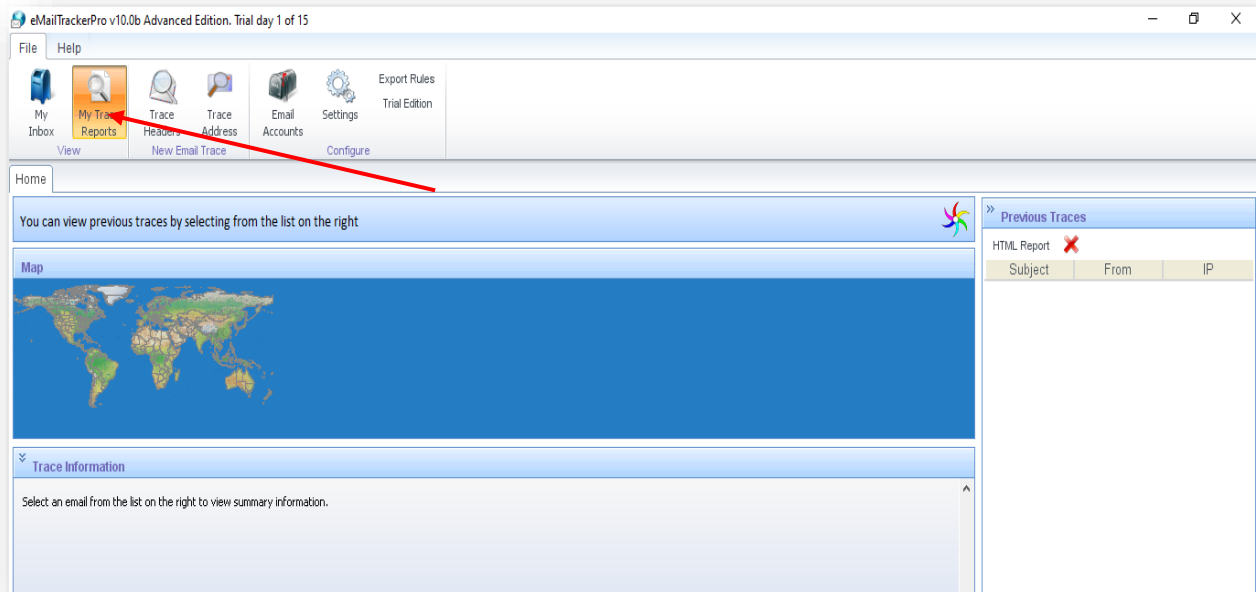 eMailTrackerPro v10.0b Advanced Edition. Trial day 1 of 15
File Help
My Inbox
My Trace Reports
Trace Headers
Trace Address
Email Accounts
Settings
Export Rules
Trial Edition
View
New Email Trace
Configure
Home
You can view previous traces by selecting from the list on the right
Map
Trace Information
Select an email from the list on the right to view summary information.
Previous Traces
HTML Report
Subject From IP